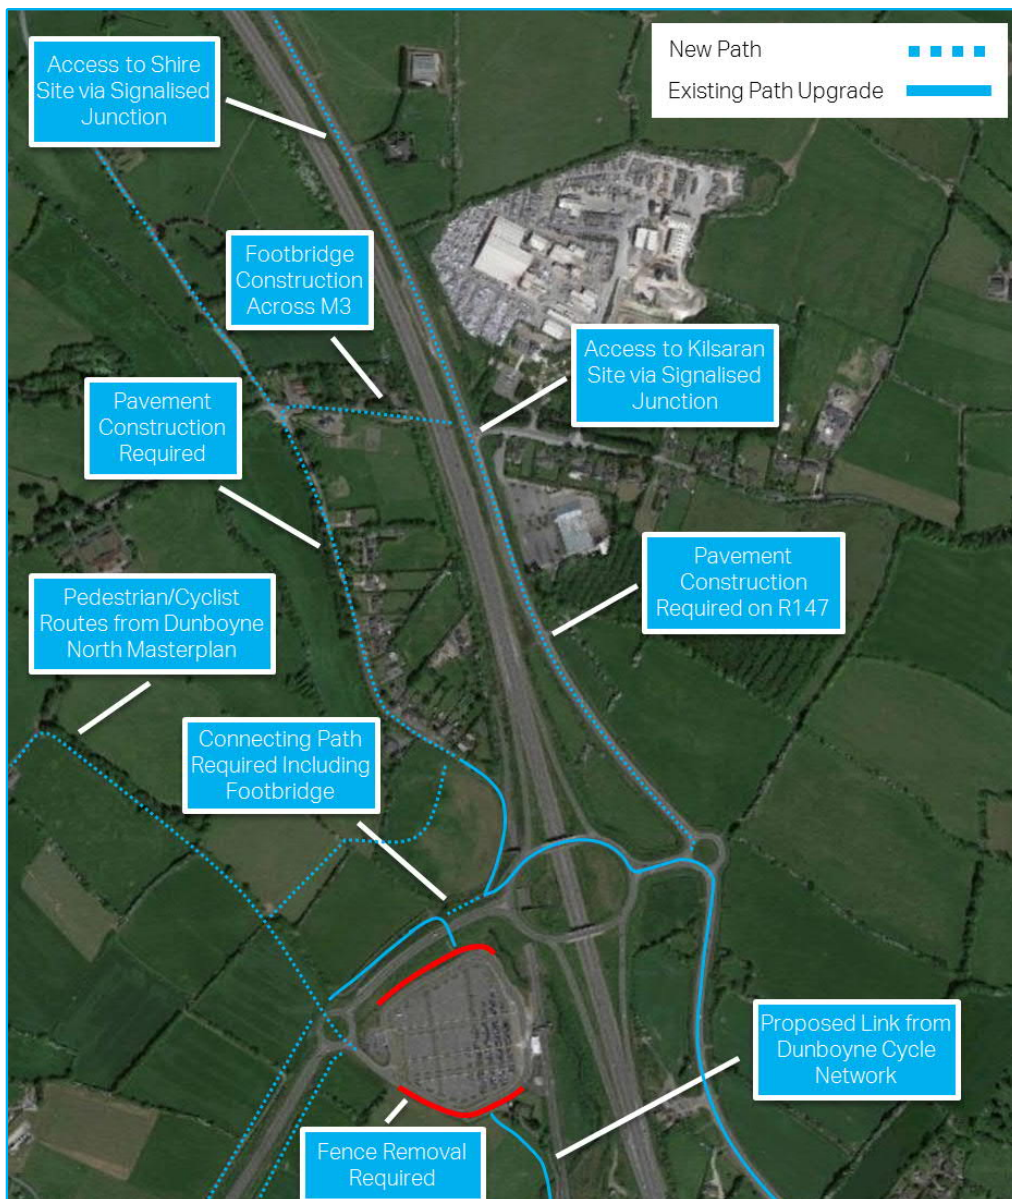 New Path
Existing Path Upgrade
Access to Shire
Site via Signalised
Junction
Footbridge
Construction
Across M3
Access to Kilsaran
Site via Signalised
Junction
Pavement
Construction
Required
Pavement
Construction
Required on R147
Pedestrian/Cyclist
Routes from Dunboyne
North Masterplan
Connecting Path
Required Including
Footbridge
Proposed Link from
Dunboyne Cycle
Network
Fence Removal
Required